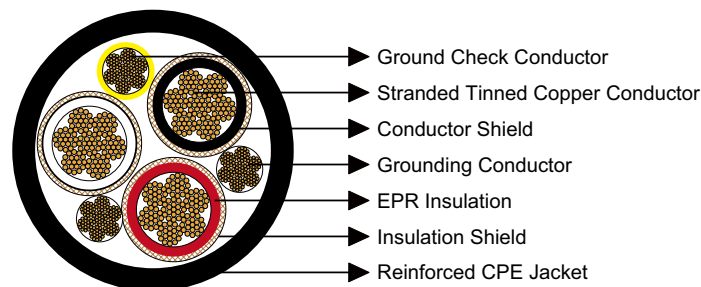 Ground Check Conductor
Stranded Tinned Copper Conductor
Conductor Shield
Grounding Conductor
EPR Insulation
Insulation Shield
Reinforced CPE Jacket